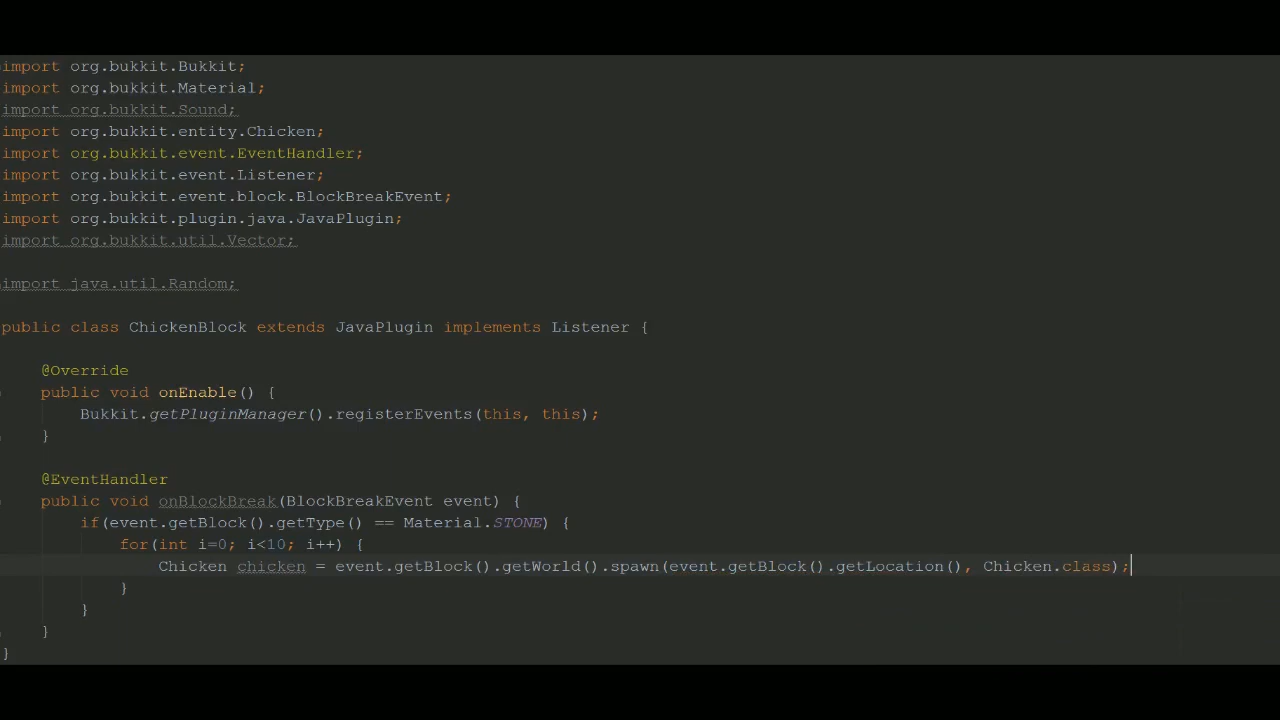 import org.bukkit.Bukkit;
import org.bukkit.Material;
import org.bukkit.Sound;
import org.bukkit.entity.Chicken;
import org.bukkit.event.EventHandler;
import org.bukkit.event.Listener;
import org.bukkit.event.block.BlockBreakEvent;
import org.bukkit.plugin.java.JavaPlugin;
import org.bukkit.util.Vector;
import java.util.Random;
public class ChickenBlock extends JavaPlugin implements Listener {
@Override
public void onEnable() {
Bukkit.getPluginManager().registerEvents(this, this);
}
@EventHandler
public void onBlockBreak(BlockBreakEvent event) {
if(event.getBlock().getType() == Material.STONE) {
for(int i=0; i<10; i++) {
Chicken chicken = event.getBlock().getWorld().spawn(event.getBlock().getLocation(), Chicken.class);
}
}
}
}